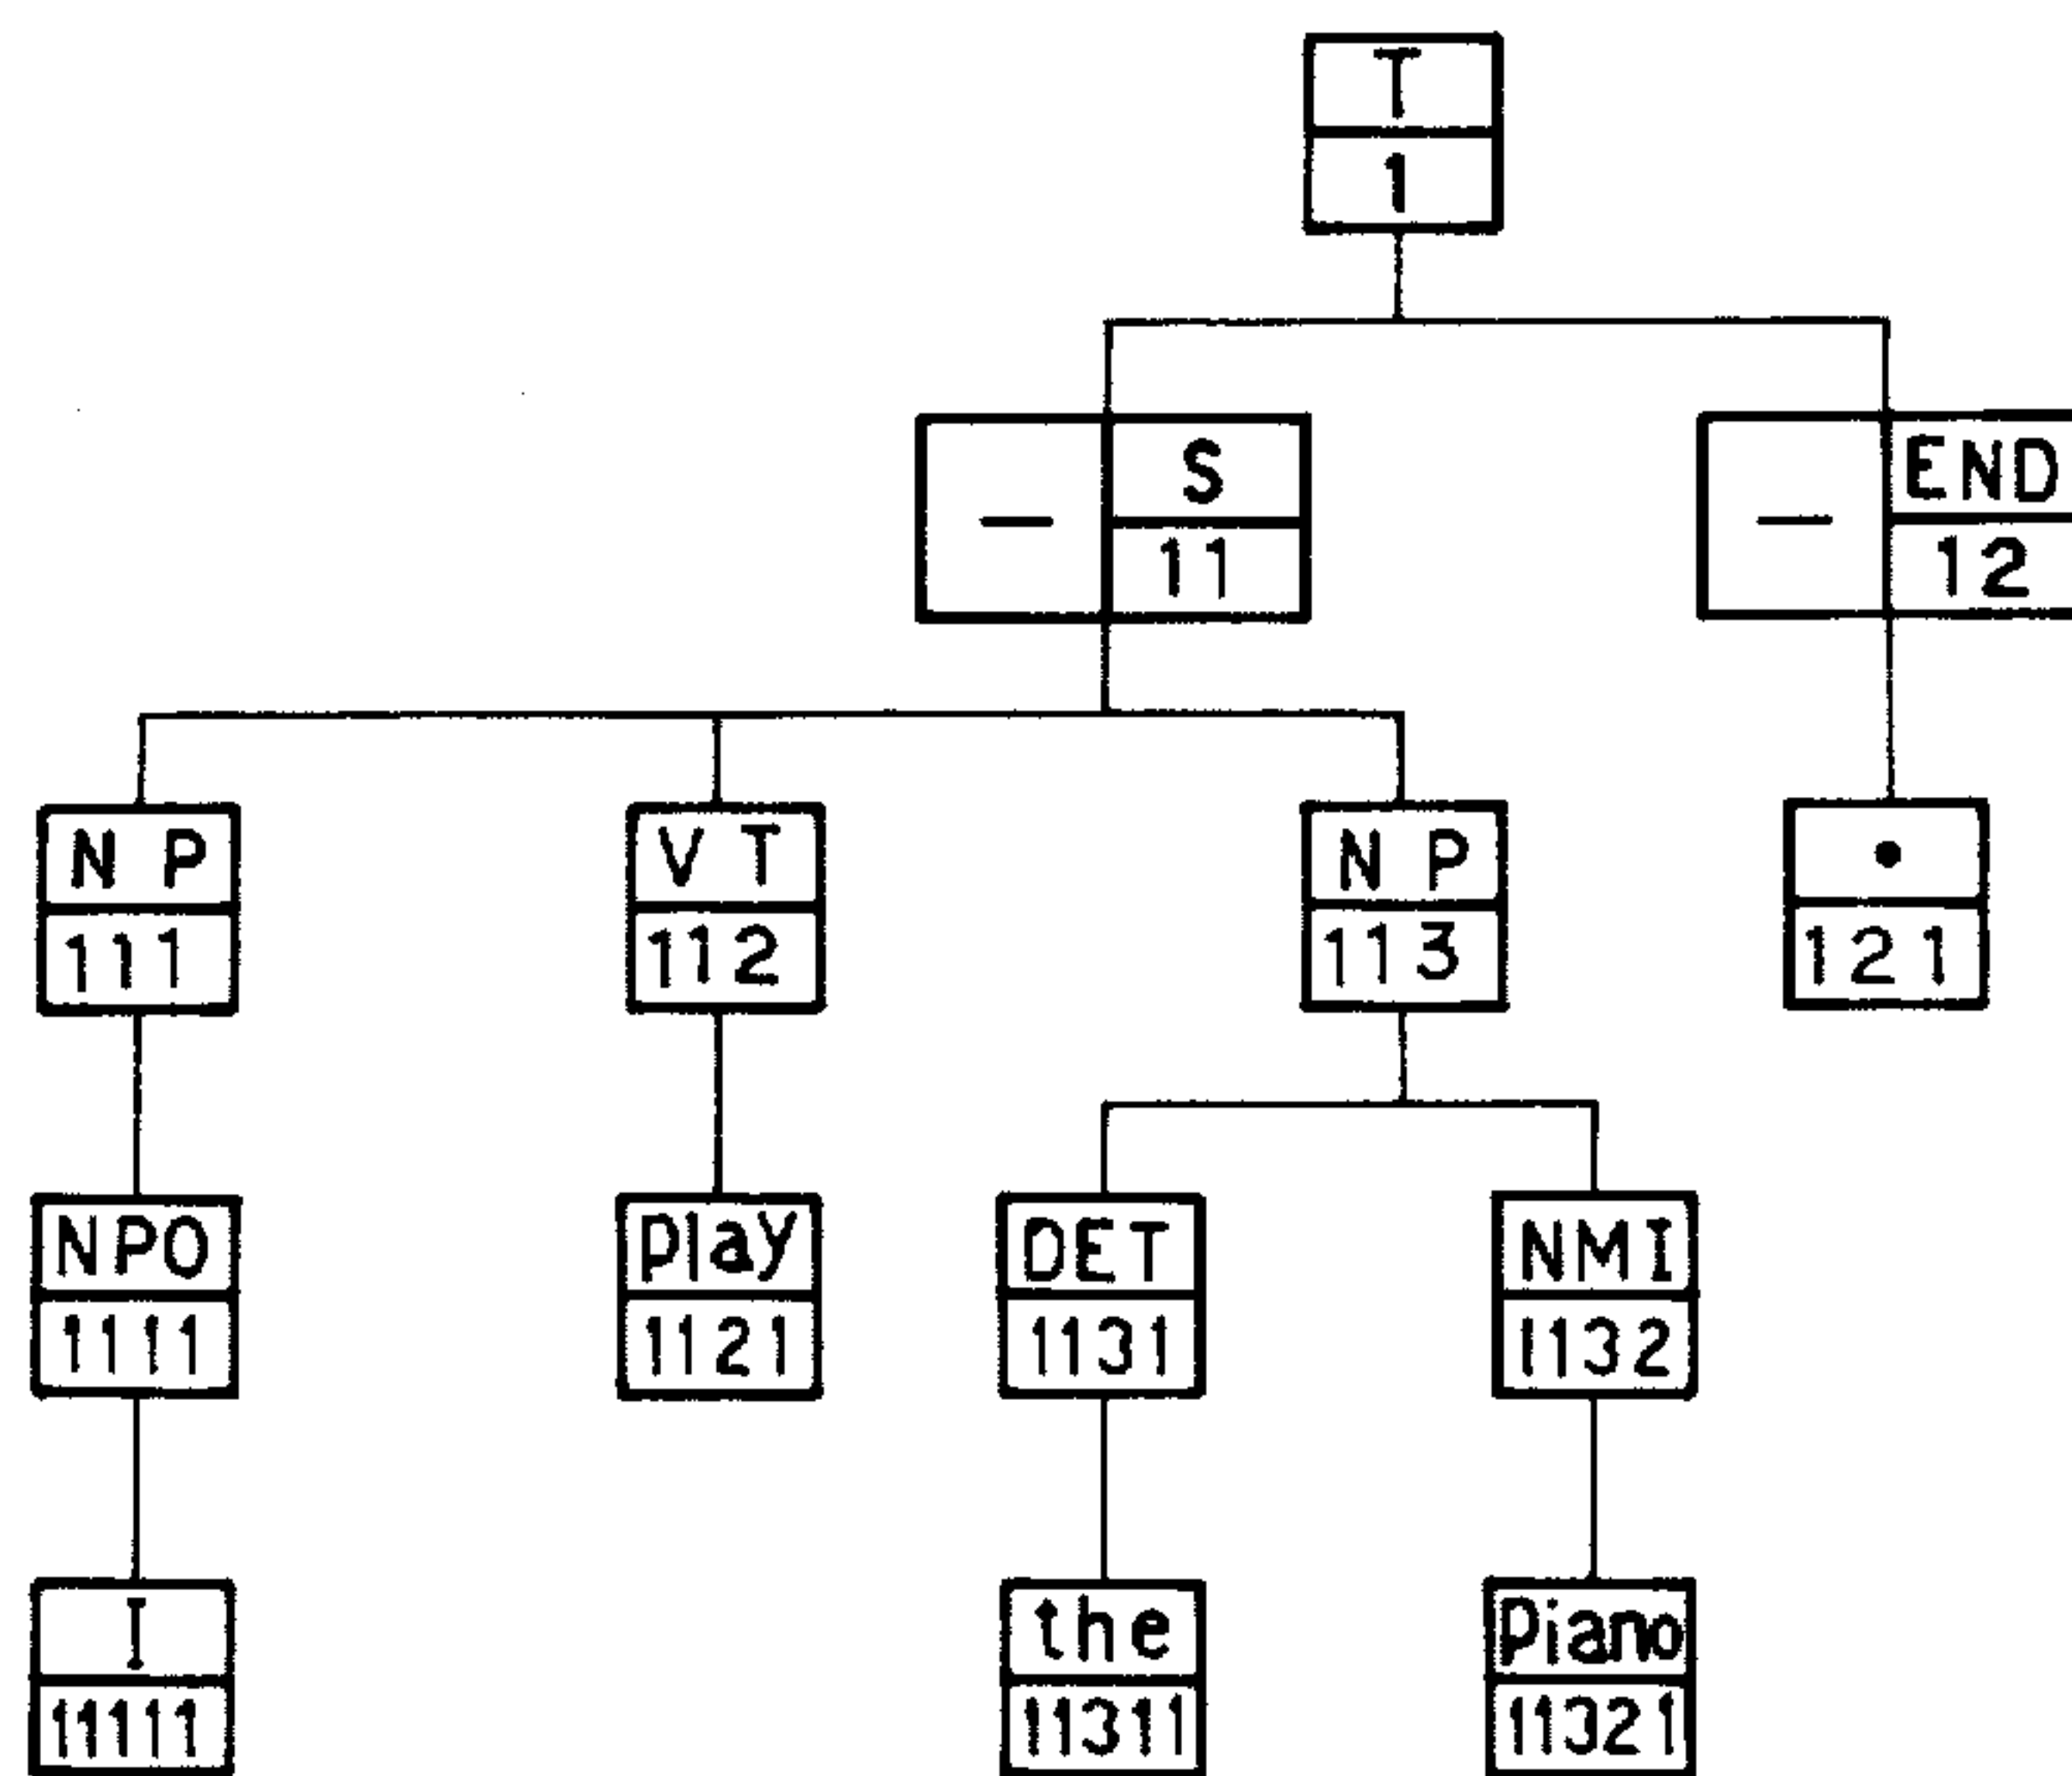 T
1
— S — END
11 12
N P V T N P •
111 112 113 121
NPO play DET NMI
1111 1121 1131 1132
I the Piano
11111 11311 11321